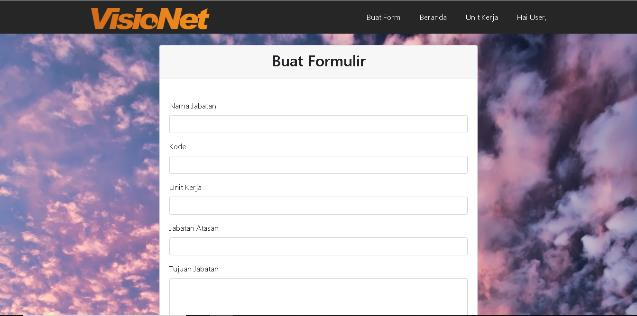 VisioNet
Buat Form Beranda Unit Kerja Hai User,
Buat Formulir
Nama Jabatan
Kode
Unit Kerja
Jabatan Atasan
Tujuan Jabatan